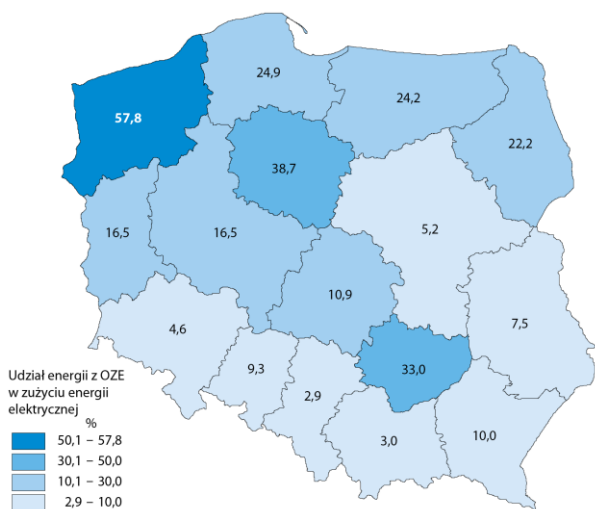 24,9
24,2
57,8
22,2
38,7
16,5
16,5
5,2
10,9
7,5
4,6
9,3
33,0
2,9
3,0
10,0
Udział energii z OZE
w zużyciu energii
elektrycznej
%
50,1 – 57,8
30,1 – 50,0
10,1 – 30,0
2,9 – 10,0